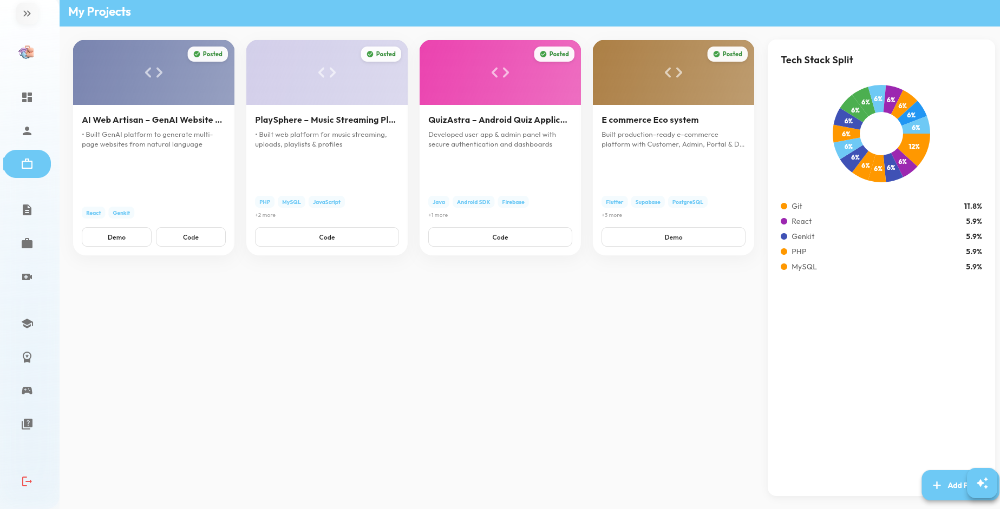 My Projects
Posted
AI Web Artisan – GenAI Website ...
• Built GenAI platform to generate multi-
page websites from natural language
React
Genkit
Demo
Code
Posted
PlaySphere – Music Streaming Pl...
• Built web platform for music streaming,
uploads, playlists & profiles
PHP
MySQL
JavaScript
+2 more
Code
Posted
QuizAstra – Android Quiz Applic...
Developed user app & admin panel with
secure authentication and dashboards
Java
Android SDK
Firebase
+1 more
Code
Posted
E commerce Eco system
Built production-ready e-commerce
platform with Customer, Admin, Portal & D...
Flutter
Supabase
PostgreSQL
+3 more
Demo
Tech Stack Split
6%
6%
6%
6%
6%
6%
6%
6%
6%
6%
12%
6%
6%
6%
6%
6%
Git 11.8%
React 5.9%
Genkit 5.9%
PHP 5.9%
MySQL 5.9%
Add